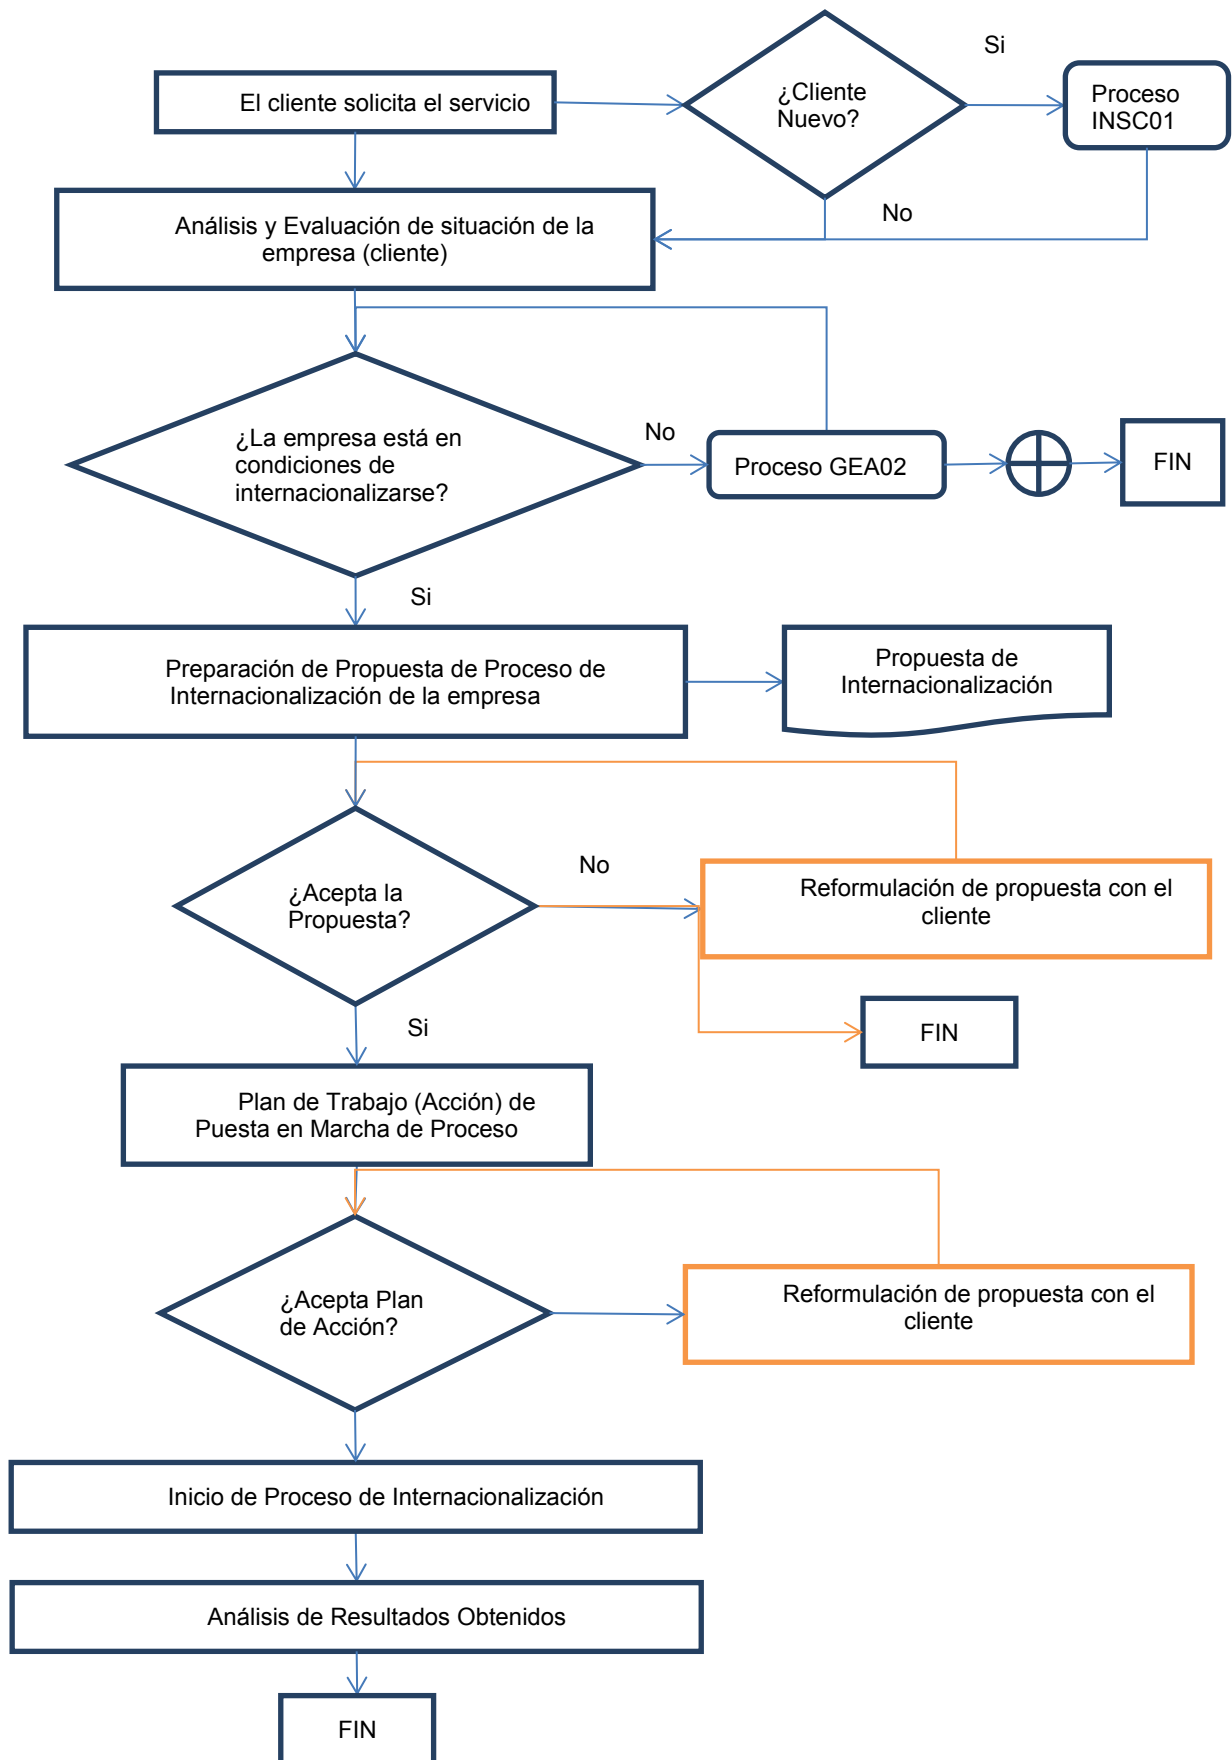 Si
El cliente solicita el servicio
¿Cliente
Nuevo?
Proceso
INSC01
No
Análisis y Evaluación de situación de la
empresa (cliente)
¿La empresa está en
condiciones de
internacionalizarse?
No
Proceso GEA02
FIN
Si
Preparación de Propuesta de Proceso de
Internacionalización de la empresa
Propuesta de
Internacionalización
¿Acepta la
Propuesta?
No
Reformulación de propuesta con el
cliente
FIN
Si
Plan de Trabajo (Acción) de
Puesta en Marcha de Proceso
¿Acepta Plan
de Acción?
Reformulación de propuesta con el
cliente
Inicio de Proceso de Internacionalización
Análisis de Resultados Obtenidos
FIN